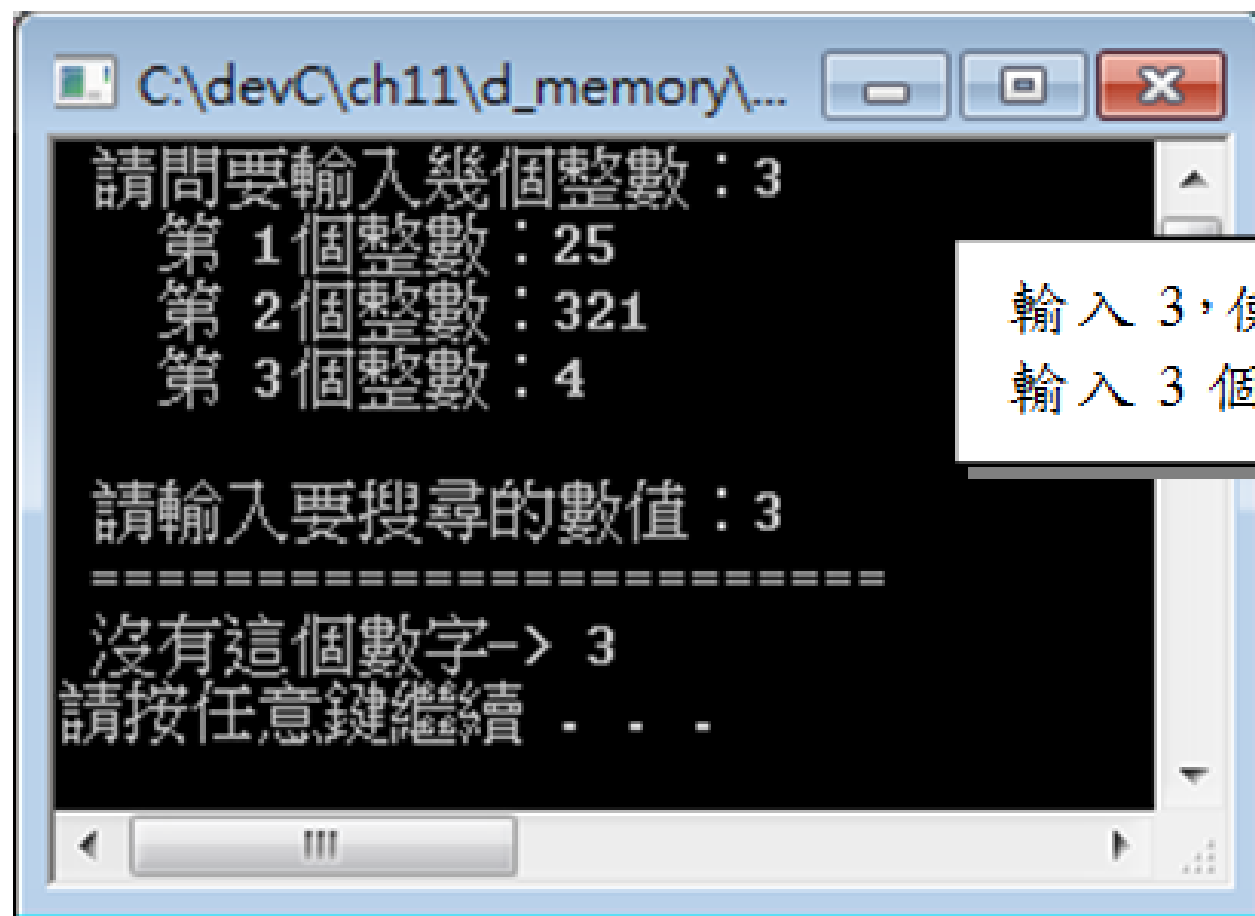 C:\devC\ch11\d_memory\...
請問要輸入幾個整數：3
第 1個整數：25
第 2個整數：321
第 3個整數：4
輸入 3，
輸入 3 個
請輸入要搜尋的數值：3
========================
沒有這個數字-> 3
請按任意鍵繼續 . . .